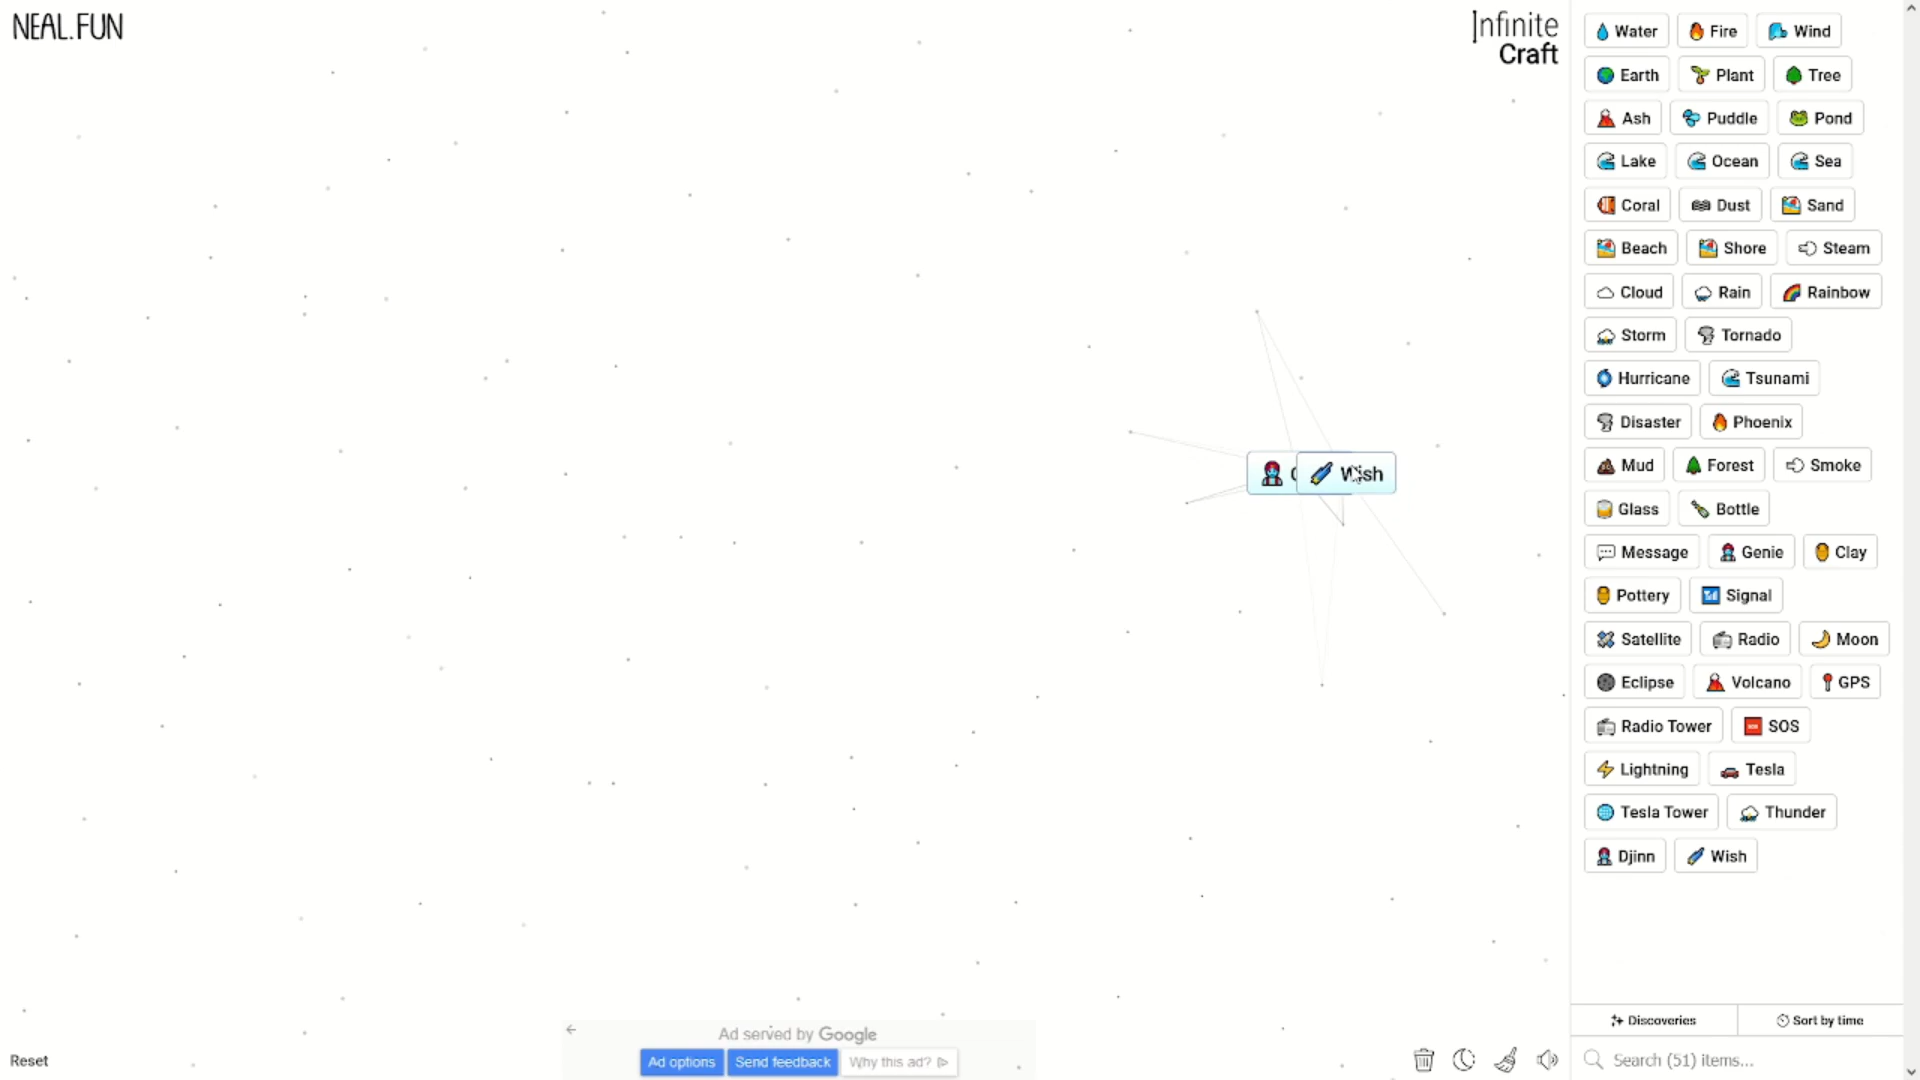 NEAL.FUN
Infinite
Craft
Wish
Water Fire Wind
Earth Plant Tree
Ash Puddle Pond
Lake Ocean Sea
Coral Dust Sand
Beach Shore Steam
Cloud Rain Rainbow
Storm Tornado
Hurricane Tsunami
Disaster Phoenix
Mud Forest Smoke
Glass Bottle
Message Genie Clay
Pottery Signal
Satellite Radio Moon
Eclipse Volcano GPS
Radio Tower SOS
Lightning Tesla
Tesla Tower Thunder
Djinn Wish
Discoveries Sort by time
Search (51) items...
Ad served by Google
Ad options Send feedback Why this ad?
Reset